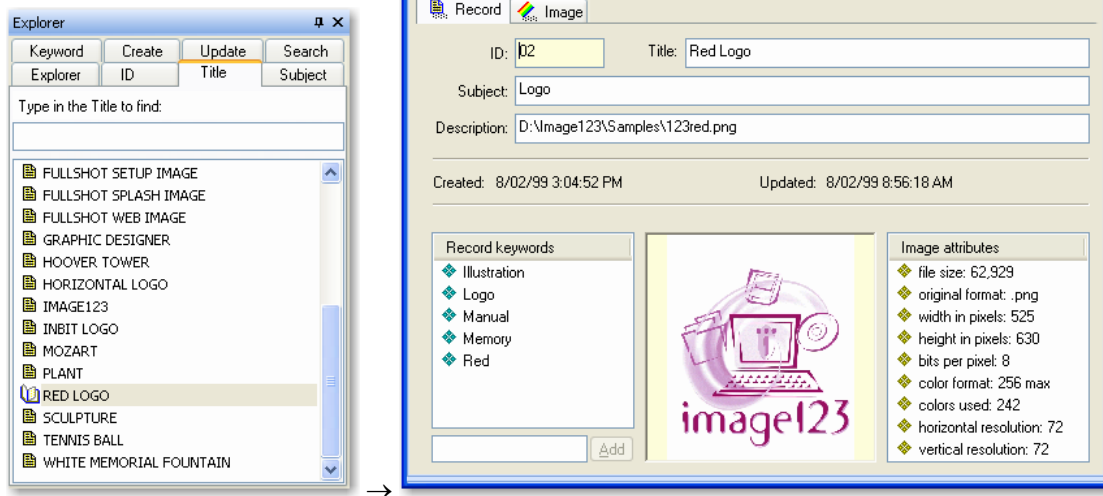 Explorer
Keyword Create Update Search
Explorer ID Title Subject
Type in the Title to find:
FULLSHOT SETUP IMAGE
FULLSHOT SPLASH IMAGE
FULLSHOT WEB IMAGE
GRAPHIC DESIGNER
HOOVER TOWER
HORIZONTAL LOGO
IMAGE123
INBIT LOGO
MOZART
PLANT
RED LOGO
SCULPTURE
TENNIS BALL
WHITE MEMORIAL FOUNTAIN
→
Record Image
ID: 02 Title: Red Logo
Subject: Logo
Description: D:\Image123\Samples\123red.png
Created: 8/02/99 3:04:52 PM Updated: 8/02/99 8:56:18 AM
Record keywords
Illustration
Logo
Manual
Memory
Red
Add
image123
Image attributes
file size: 62,929
original format: .png
width in pixels: 525
height in pixels: 630
bits per pixel: 8
color format: 256 max
colors used: 242
horizontal resolution: 72
vertical resolution: 72